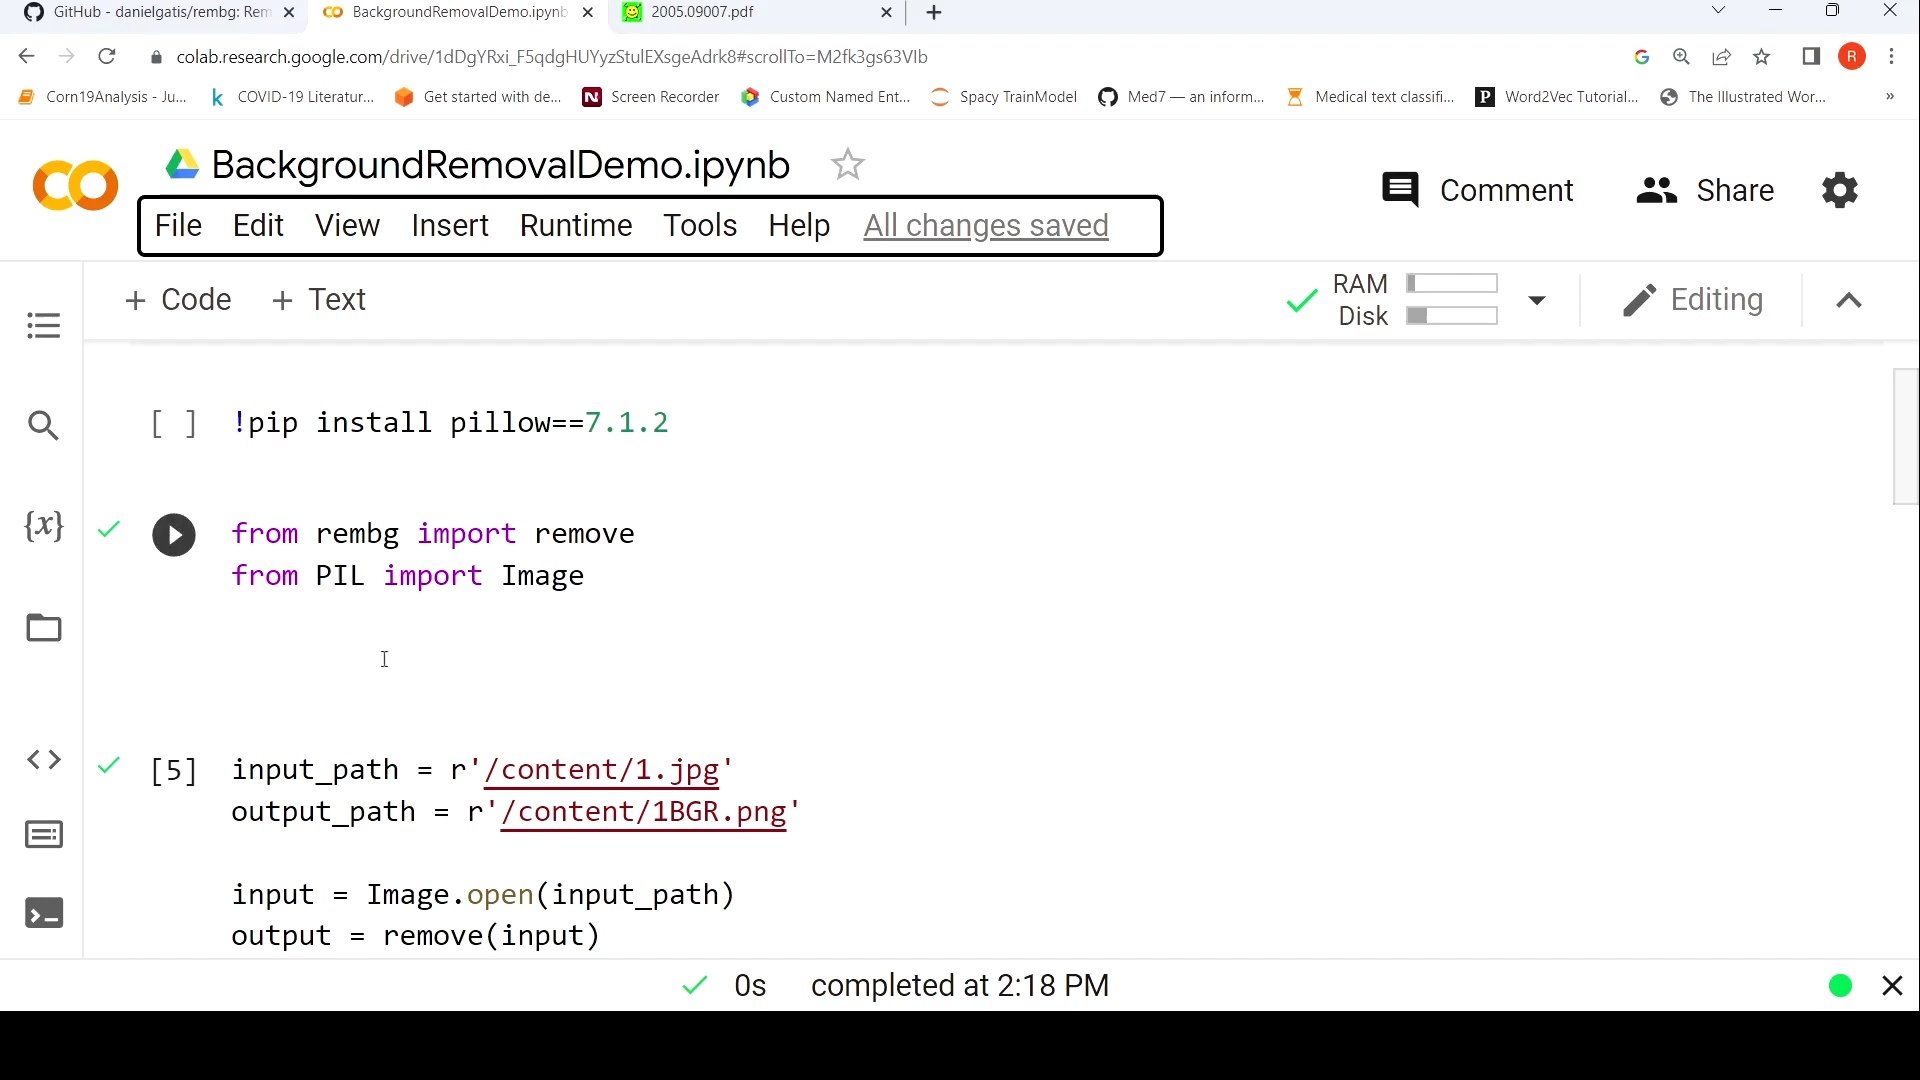 GitHub - danielgatis/rembg: Rem
BackgroundRemovalDemo.ipynb
2005.09007.pdf
colab.research.google.com/drive/1dDgYRxi_F5qdgHUYyzStulEXsgeAdrk8#scrollTo=M2fk3gs63VIb
R
Corn19Analysis - Ju...
COVID-19 Literatur...
Get started with de...
Screen Recorder
Custom Named Ent...
Spacy TrainModel
Med7 — an inform...
Medical text classifi...
Word2Vec Tutorial...
The Illustrated Wor...
»
BackgroundRemovalDemo.ipynb
Comment
Share
File Edit View Insert Runtime Tools Help All changes saved
+ Code + Text
RAM
Disk
Editing
[ ] !pip install pillow==7.1.2
from rembg import remove
from PIL import Image
{x}
[5] input_path = r'/content/1.jpg'
output_path = r'/content/1BGR.png'
input = Image.open(input_path)
output = remove(input)
0s completed at 2:18 PM